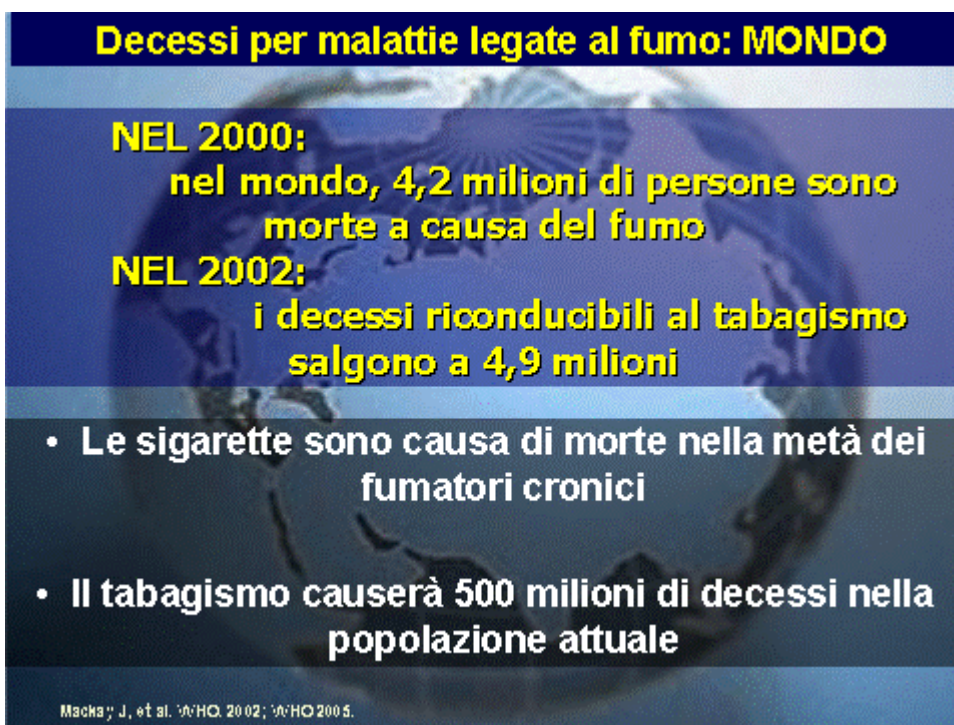 Decessi per malattie legate al fumo: MONDO
NEL 2000:
nel mondo, 4,2 milioni di persone sono
morte a causa del fumo
NEL 2002:
i decessi riconducibili al tabagismo
salgono a 4,9 milioni
• Le sigarette sono causa di morte nella metà dei
fumatori cronici
• Il tabagismo causerà 500 milioni di decessi nella
popolazione attuale
Mackay J, et al. WHO. 2002; WHO 2005.